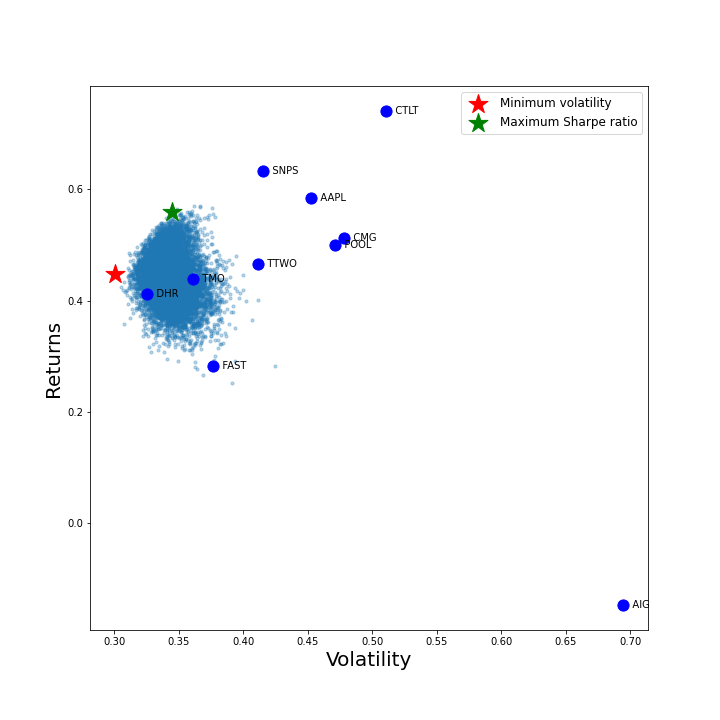 Minimum volatility
Maximum Sharpe ratio
CTLT
SNPS
AAPL
CMG
POOL
TTWO
TMO
DHR
FAST
AIG
Returns
0.6
0.4
0.2
0.0
0.30 0.35 0.40 0.45 0.50 0.55 0.60 0.65 0.70
Volatility